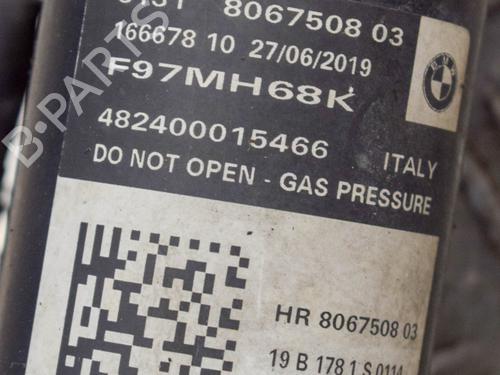 8067508 03
166678 10 27/06/2019
F97MH68K
BMW
482400015466 ITALY
DO NOT OPEN - GAS PRESSURE
HR 8067508 03
19 B 178 1 S 0114
B-PARTS